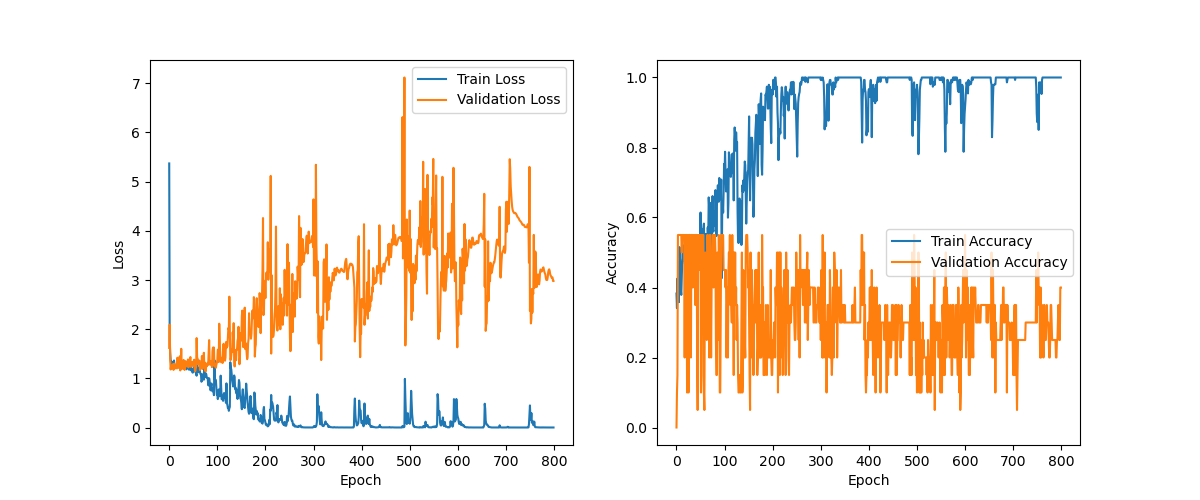 7
6
5
4
3
2
1
0
Loss
0 100 200 300 400 500 600 700 800
Epoch
Train Loss
Validation Loss
1.0
0.8
0.6
0.4
0.2
0.0
Accuracy
0 100 200 300 400 500 600 700 800
Epoch
Train Accuracy
Validation Accuracy